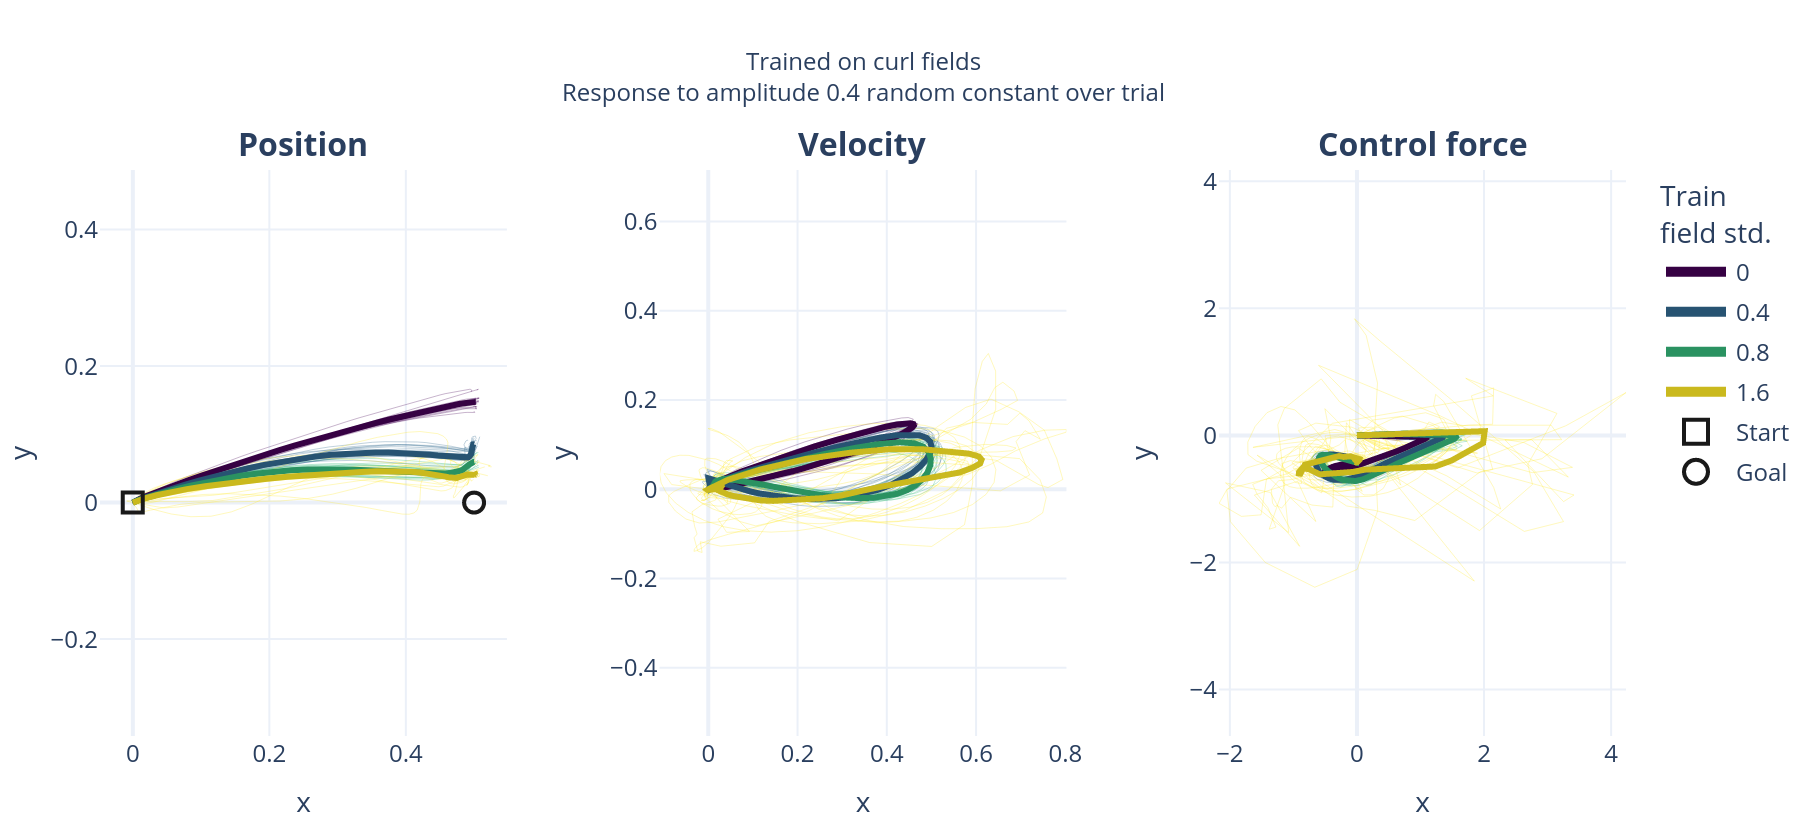 Trained on curl fields
Response to amplitude 0.4 random constant over trial
Position
Velocity
Control force
0.4
0.2
0
−0.2
0
0.2
0.4
x
y
0.6
0.4
0.2
0
−0.2
−0.4
0
0.2
0.4
0.6
0.8
x
y
4
2
0
−2
−4
−2
0
2
4
x
y
Train
field std.
0
0.4
0.8
1.6
Start
Goal